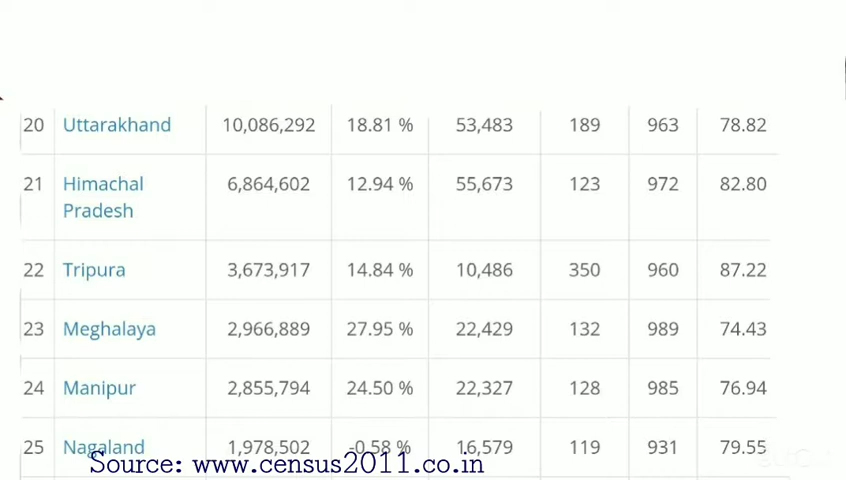 20 Uttarakhand 10,086,292 18.81 % 53,483 189 963 78.82
21 Himachal 6,864,602 12.94 % 55,673 123 972 82.80
Pradesh
22 Tripura 3,673,917 14.84 % 10,486 350 960 87.22
23 Meghalaya 2,966,889 27.95 % 22,429 132 989 74.43
24 Manipur 2,855,794 24.50 % 22,327 128 985 76.94
25 Nagaland 1,978,502 -0.58 % 16,579 119 931 79.55
Source: www.census2011.co.in